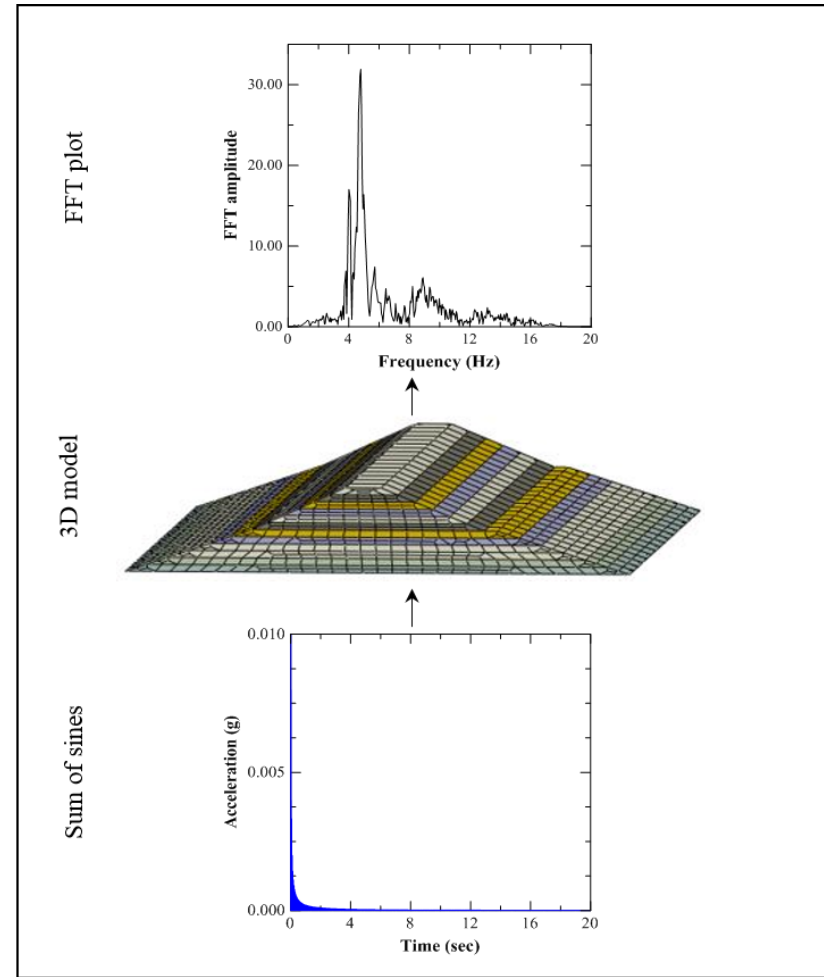 FFT plot
FFT amplitude
30.00
20.00
10.00
0.00
0 4 8 12 16 20
Frequency (Hz)
3D model
Sum of sines
Acceleration (g)
0.010
0.005
0.000
0 4 8 12 16 20
Time (sec)